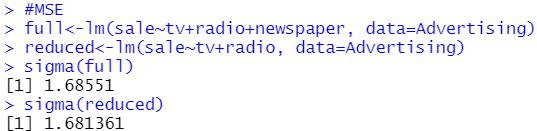 > #MSE
> full<-lm(sale~tv+radio+newspaper, data=Advertising)
> reduced<-lm(sale~tv+radio, data=Advertising)
> sigma(full)
[1] 1.68551
> sigma(reduced)
[1] 1.681361